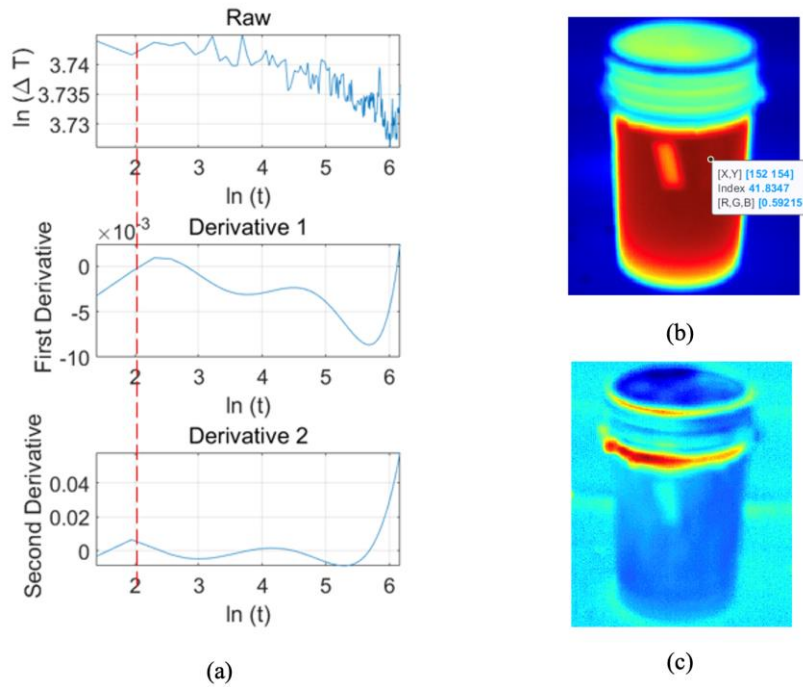 Raw
ln (Δ T)
3.74
3.735
3.73
2 3 4 5 6
ln (t)
×10⁻³
Derivative 1
First Derivative
0
-5
-10
2 3 4 5 6
ln (t)
Derivative 2
Second Derivative
0.04
0.02
0
2 3 4 5 6
ln (t)
(a)
[X,Y] [152 154]
Index 41.8347
[R,G,B] [0.59215
(b)
(c)